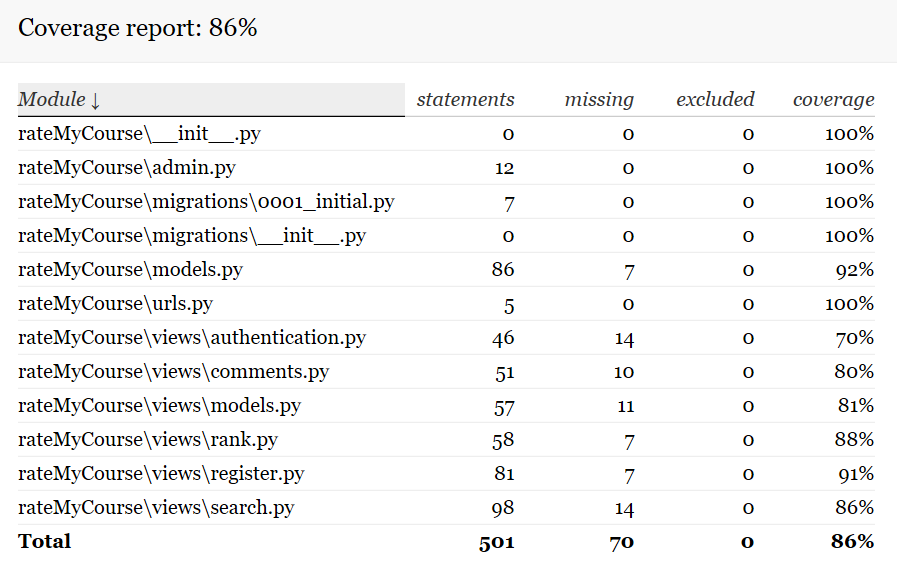 Coverage report: 86%
Module ↓ statements missing excluded coverage
rateMyCourse\__init__.py 0 0 0 100%
rateMyCourse\admin.py 12 0 0 100%
rateMyCourse\migrations\0001_initial.py 7 0 0 100%
rateMyCourse\migrations\__init__.py 0 0 0 100%
rateMyCourse\models.py 86 7 0 92%
rateMyCourse\urls.py 5 0 0 100%
rateMyCourse\views\authentication.py 46 14 0 70%
rateMyCourse\views\comments.py 51 10 0 80%
rateMyCourse\views\models.py 57 11 0 81%
rateMyCourse\views\rank.py 58 7 0 88%
rateMyCourse\views\register.py 81 7 0 91%
rateMyCourse\views\search.py 98 14 0 86%
Total 501 70 0 86%